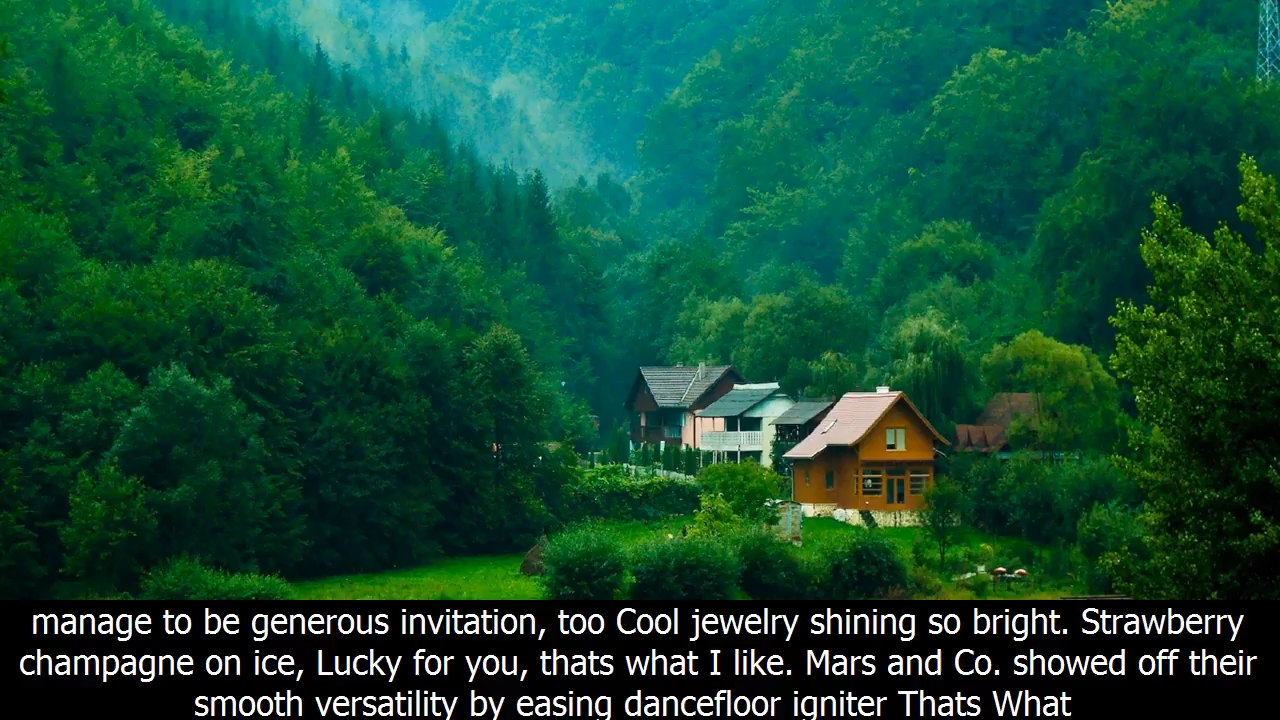 manage to be generous invitation, too Cool jewelry shining so bright. Strawberry
champagne on ice, Lucky for you, thats what I like. Mars and Co. showed off their
smooth versatility by easing dancefloor igniter Thats What